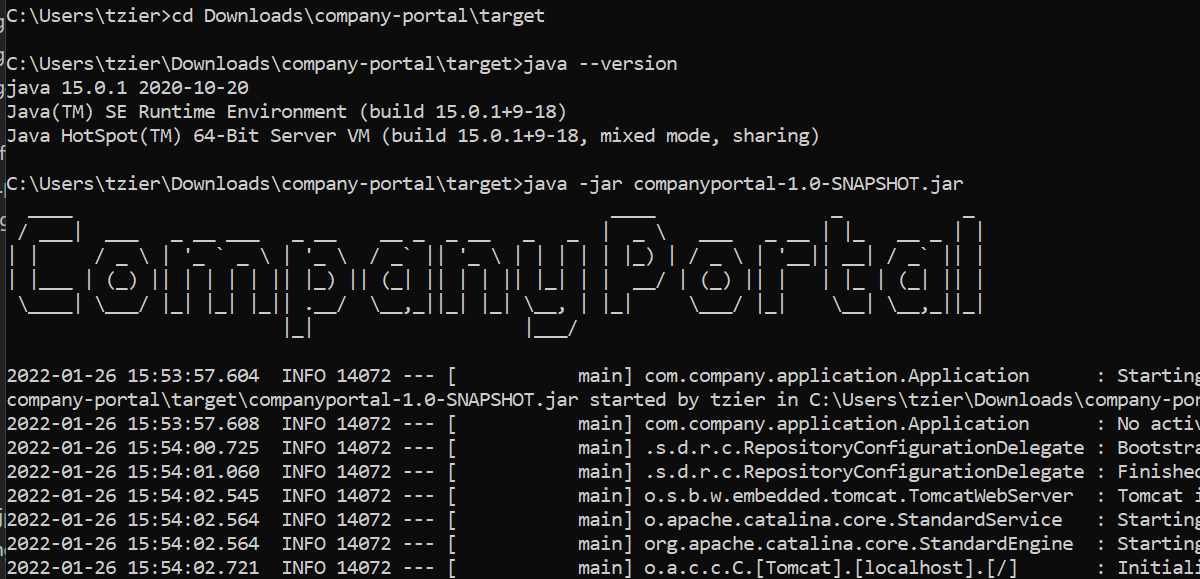 C:\Users\tzier>cd Downloads\company-portal\target
C:\Users\tzier\Downloads\company-portal\target>java --version
java 15.0.1 2020-10-20
Java(TM) SE Runtime Environment (build 15.0.1+9-18)
Java HotSpot(TM) 64-Bit Server VM (build 15.0.1+9-18, mixed mode, sharing)
C:\Users\tzier\Downloads\company-portal\target>java -jar companyportal-1.0-SNAPSHOT.jar
CompanyPortal
2022-01-26 15:53:57.604  INFO 14072 --- [           main] com.company.application.Application      : Starting
company-portal\target\companyportal-1.0-SNAPSHOT.jar started by tzier in C:\Users\tzier\Downloads\company-por
2022-01-26 15:53:57.608  INFO 14072 --- [           main] com.company.application.Application      : No activ
2022-01-26 15:54:00.725  INFO 14072 --- [           main] .s.d.r.c.RepositoryConfigurationDelegate : Bootstra
2022-01-26 15:54:01.060  INFO 14072 --- [           main] .s.d.r.c.RepositoryConfigurationDelegate : Finished
2022-01-26 15:54:02.545  INFO 14072 --- [           main] o.s.b.w.embedded.tomcat.TomcatWebServer  : Tomcat i
2022-01-26 15:54:02.564  INFO 14072 --- [           main] o.apache.catalina.core.StandardService   : Starting
2022-01-26 15:54:02.564  INFO 14072 --- [           main] org.apache.catalina.core.StandardEngine  : Starting
2022-01-26 15:54:02.721  INFO 14072 --- [           main] o.a.c.c.C.[Tomcat].[localhost].[/]       : Initiali